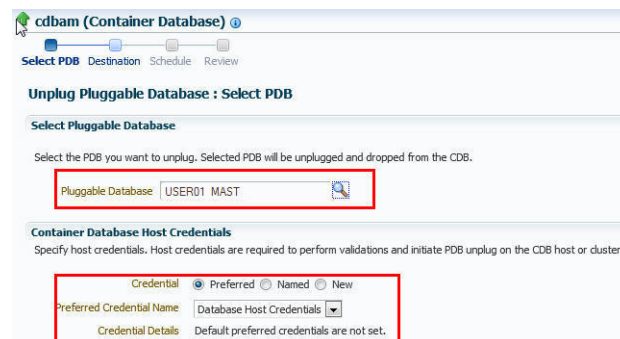 cdbam (Container Database)
Select PDB Destination Schedule Review
Unplug Pluggable Database : Select PDB
Select Pluggable Database
Select the PDB you want to unplug. Selected PDB will be unplugged and dropped from the CDB.
Pluggable Database USER01 MAST
Container Database Host Credentials
Specify host credentials. Host credentials are required to perform validations and initiate PDB unplug on the CDB host or cluster
Credential Preferred Named New
Preferred Credential Name Database Host Credentials
Credential Details Default preferred credentials are not set.